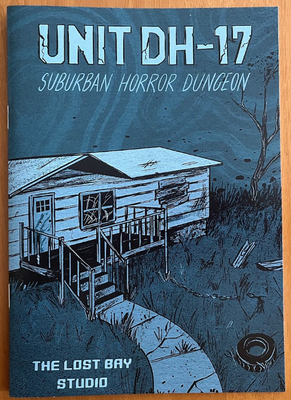 UNIT DH-17
SUBURBAN HORROR DUNGEON
THE LOST BAY
STUDIO